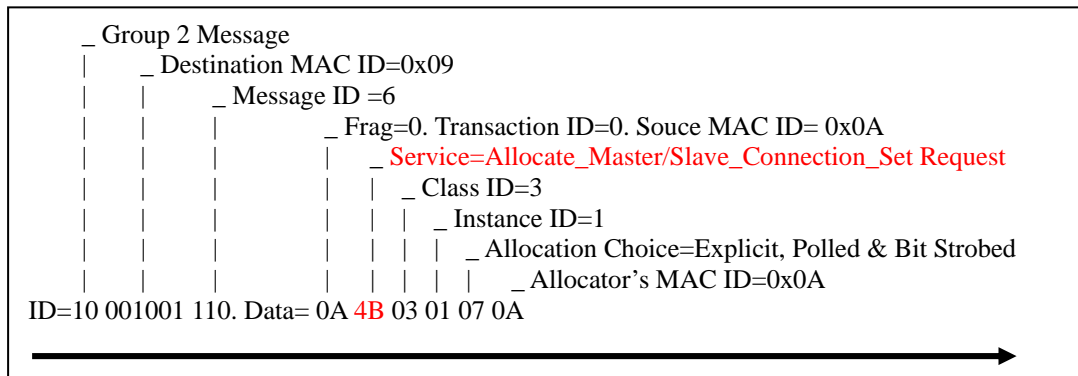 _ Group 2 Message
| _ Destination MAC ID=0x09
| | _ Message ID =6
| | | _ Frag=0. Transaction ID=0. Souce MAC ID= 0x0A
| | | | _ Service=Allocate_Master/Slave_Connection_Set Request
| | | | | _ Class ID=3
| | | | | | _ Instance ID=1
| | | | | | | _ Allocation Choice=Explicit, Polled & Bit Strobed
| | | | | | | | _ Allocator’s MAC ID=0x0A
ID=10 001001 110. Data= 0A 4B 03 01 07 0A